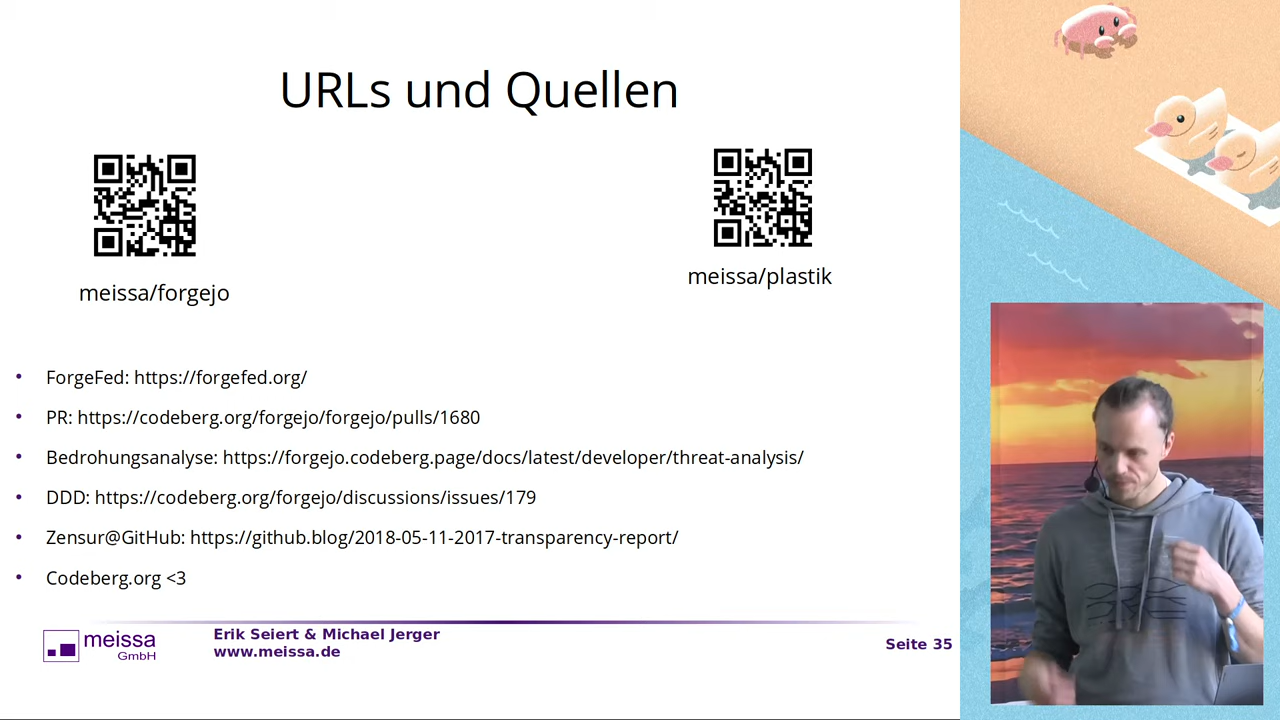 URLs und Quellen
meissa/forgejo
meissa/plastik
• ForgeFed: https://forgefed.org/
• PR: https://codeberg.org/forgejo/forgejo/pulls/1680
• Bedrohungsanalyse: https://forgejo.codeberg.page/docs/latest/developer/threat-analysis/
• DDD: https://codeberg.org/forgejo/discussions/issues/179
• Zensur@GitHub: https://github.blog/2018-05-11-2017-transparency-report/
• Codeberg.org <3
meissa
GmbH
Erik Seiert & Michael Jerger
www.meissa.de
Seite 35